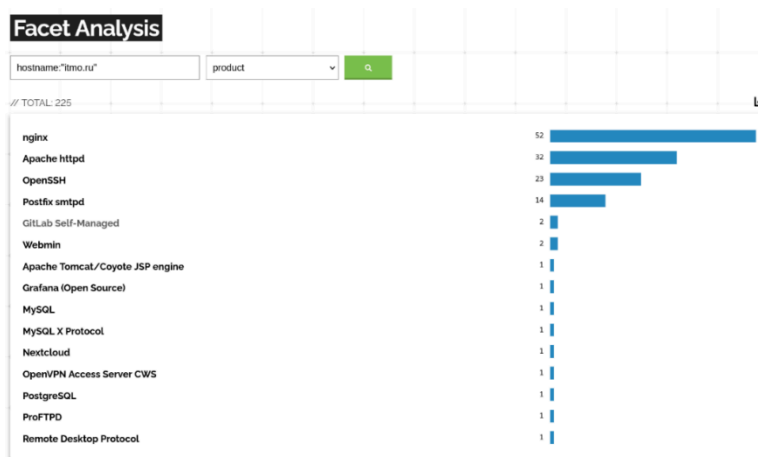 Facet Analysis
hostname:"itmo.ru" product
// TOTAL: 225
nginx 52
Apache httpd 32
OpenSSH 23
Postfix smtpd 14
GitLab Self-Managed 2
Webmin 2
Apache Tomcat/Coyote JSP engine 1
Grafana (Open Source) 1
MySQL 1
MySQL X Protocol 1
Nextcloud 1
OpenVPN Access Server CWS 1
PostgreSQL 1
ProFTPD 1
Remote Desktop Protocol 1